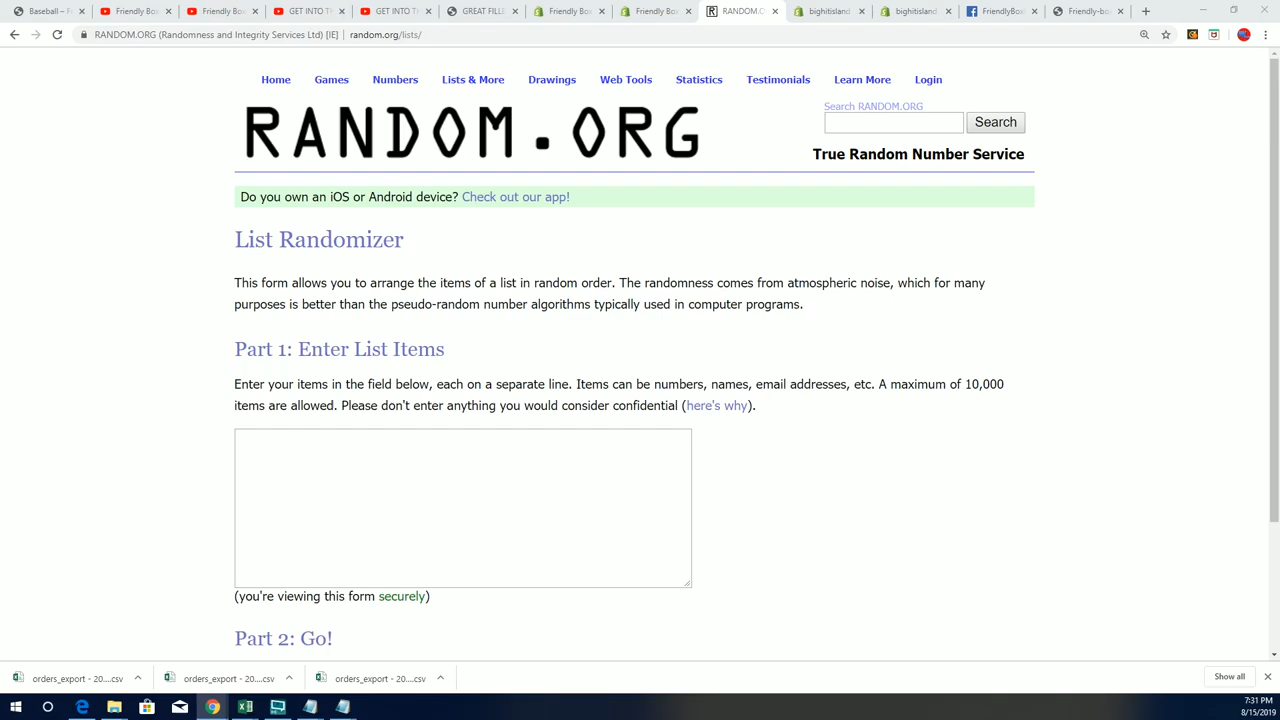 Baseball – F
Friendly Bo
Friendly Bo
GET INTO T
GET INTO T
GREAT FILL
Friendly Bo
Friendly Box
RANDOM.O
bighitisland
bighitisland
FriendlyBo
Friendly-bo
RANDOM.ORG (Randomness and Integrity Services Ltd) [IE] | random.org/lists/
Home Games Numbers Lists & More Drawings Web Tools Statistics Testimonials Learn More Login
RANDOM.ORG
Search RANDOM.ORG
Search
True Random Number Service
Do you own an iOS or Android device? Check out our app!
List Randomizer
This form allows you to arrange the items of a list in random order. The randomness comes from atmospheric noise, which for many
purposes is better than the pseudo-random number algorithms typically used in computer programs.
Part 1: Enter List Items
Enter your items in the field below, each on a separate line. Items can be numbers, names, email addresses, etc. A maximum of 10,000
items are allowed. Please don't enter anything you would consider confidential (here's why).
(you're viewing this form securely)
Part 2: Go!
orders_export - 20....csv
orders_export - 20....csv
orders_export - 20....csv
Show all
7:31 PM
8/15/2019